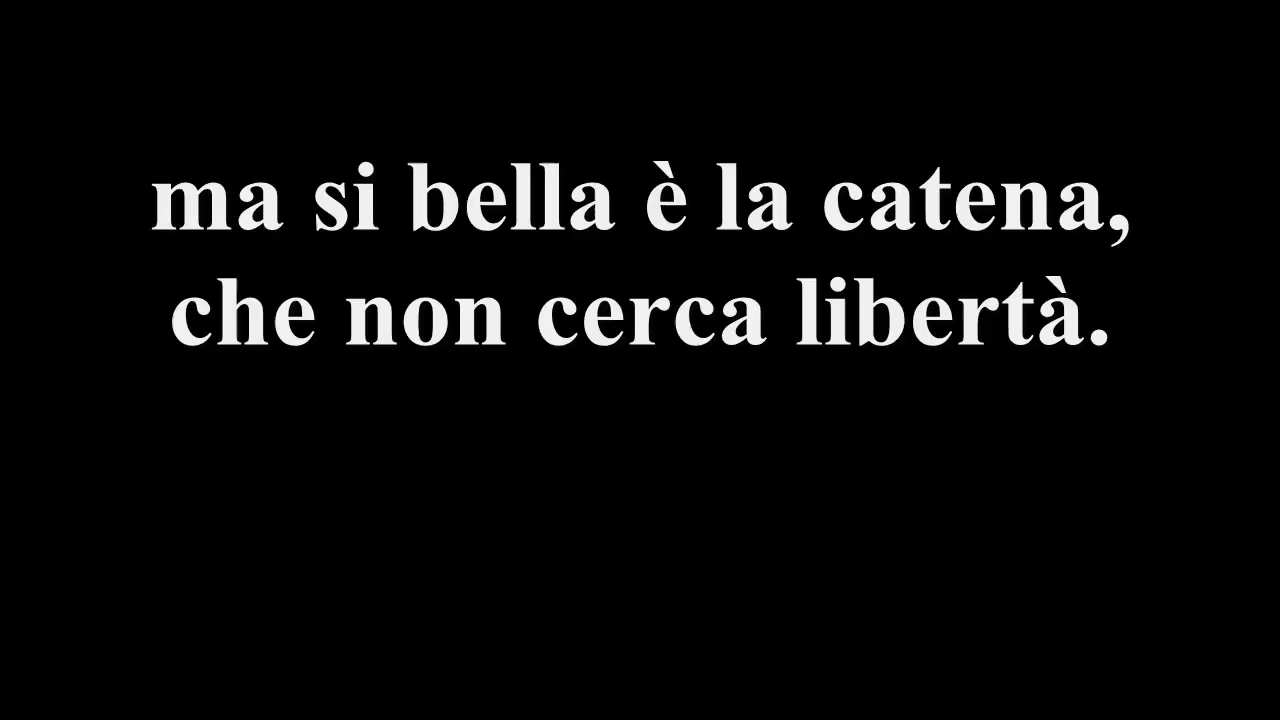 ma si bella è la catena,
che non cerca libertà.